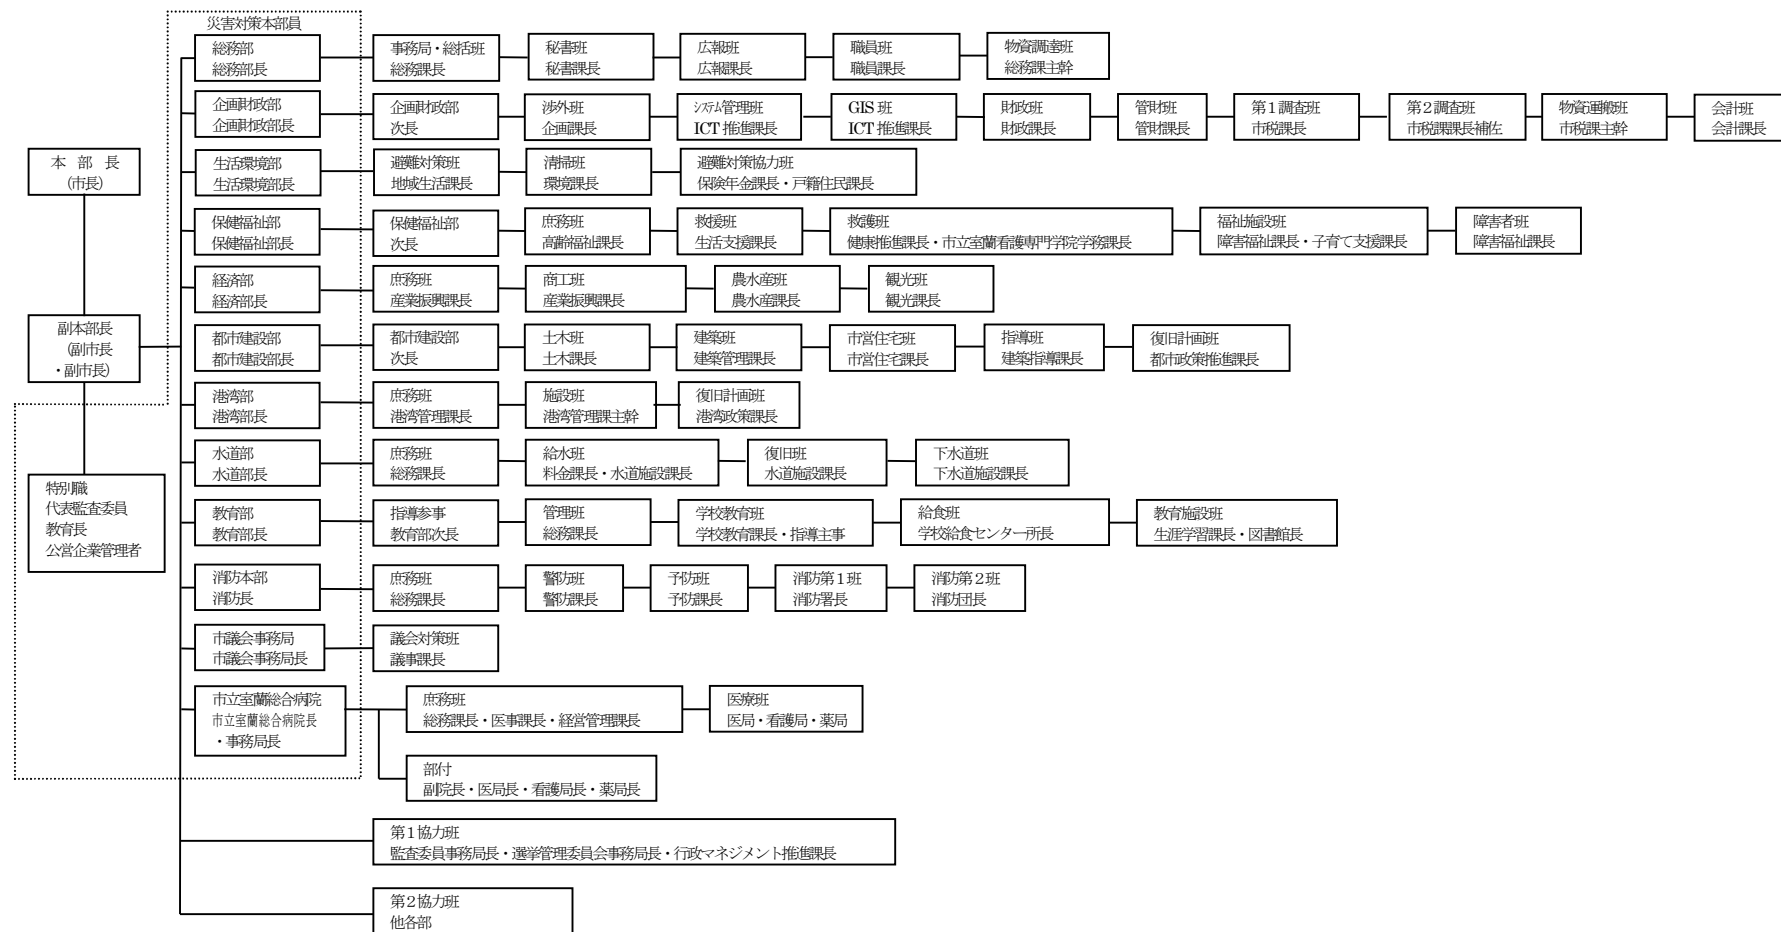 災害対策本部員
総務部
総務部長
事務局・総括班
総務課長
秘書班
秘書課長
広報班
広報課長
職員班
職員課長
物資調達班
総務課主幹
企画財政部
企画財政部長
企画財政部
次長
渉外班
企画課長
システム管理班
ICT推進課長
GIS班
ICT推進課長
財政班
財政課長
管財班
管財課長
第1調査班
市税課長
第2調査班
市税課課長補佐
物資運搬班
市税課主幹
会計班
会計課長
本部長
(市長)
生活環境部
生活環境部長
避難対策班
地域生活課長
清掃班
環境課長
避難対策協力班
保険年金課長・戸籍住民課長
保健福祉部
保健福祉部長
保健福祉部
次長
庶務班
高齢福祉課長
救援班
生活支援課長
救護班
健康推進課長・市立室蘭看護専門学院学務課長
福祉施設班
障害福祉課長・子育て支援課長
障害者班
障害福祉課長
経済部
経済部長
庶務班
産業振興課長
商工班
産業振興課長
農水産班
農水産課長
観光班
観光課長
副本部長
(副市長
・副市長)
都市建設部
都市建設部長
都市建設部
次長
土木班
土木課長
建築班
建築管理課長
市営住宅班
市営住宅課長
指導班
建築指導課長
復旧計画班
都市政策推進課長
港湾部
港湾部長
庶務班
港湾管理課長
施設班
港湾管理課主幹
復旧計画班
港湾政策課長
水道部
水道部長
庶務班
総務課長
給水班
料金課長・水道施設課長
復旧班
水道施設課長
下水道班
下水道施設課長
特別職
代表監査委員
教育長
公営企業管理者
教育部
教育部長
指導参事
教育部次長
管理班
総務課長
学校教育班
学校教育課長・指導主事
給食班
学校給食センター所長
教育施設班
生涯学習課長・図書館長
消防本部
消防長
庶務班
総務課長
警防班
警防課長
予防班
予防課長
消防第1班
消防署長
消防第2班
消防団長
市議会事務局
市議会事務局長
議会対策班
議事課長
市立室蘭総合病院
市立室蘭総合病院長
・事務局長
庶務班
総務課長・医事課長・経営管理課長
医療班
医局・看護局・薬局
部付
副院長・医局長・看護局長・薬局長
第1協力班
監査委員事務局長・選挙管理委員会事務局長・行政マネジメント推進課長
第2協力班
他各部